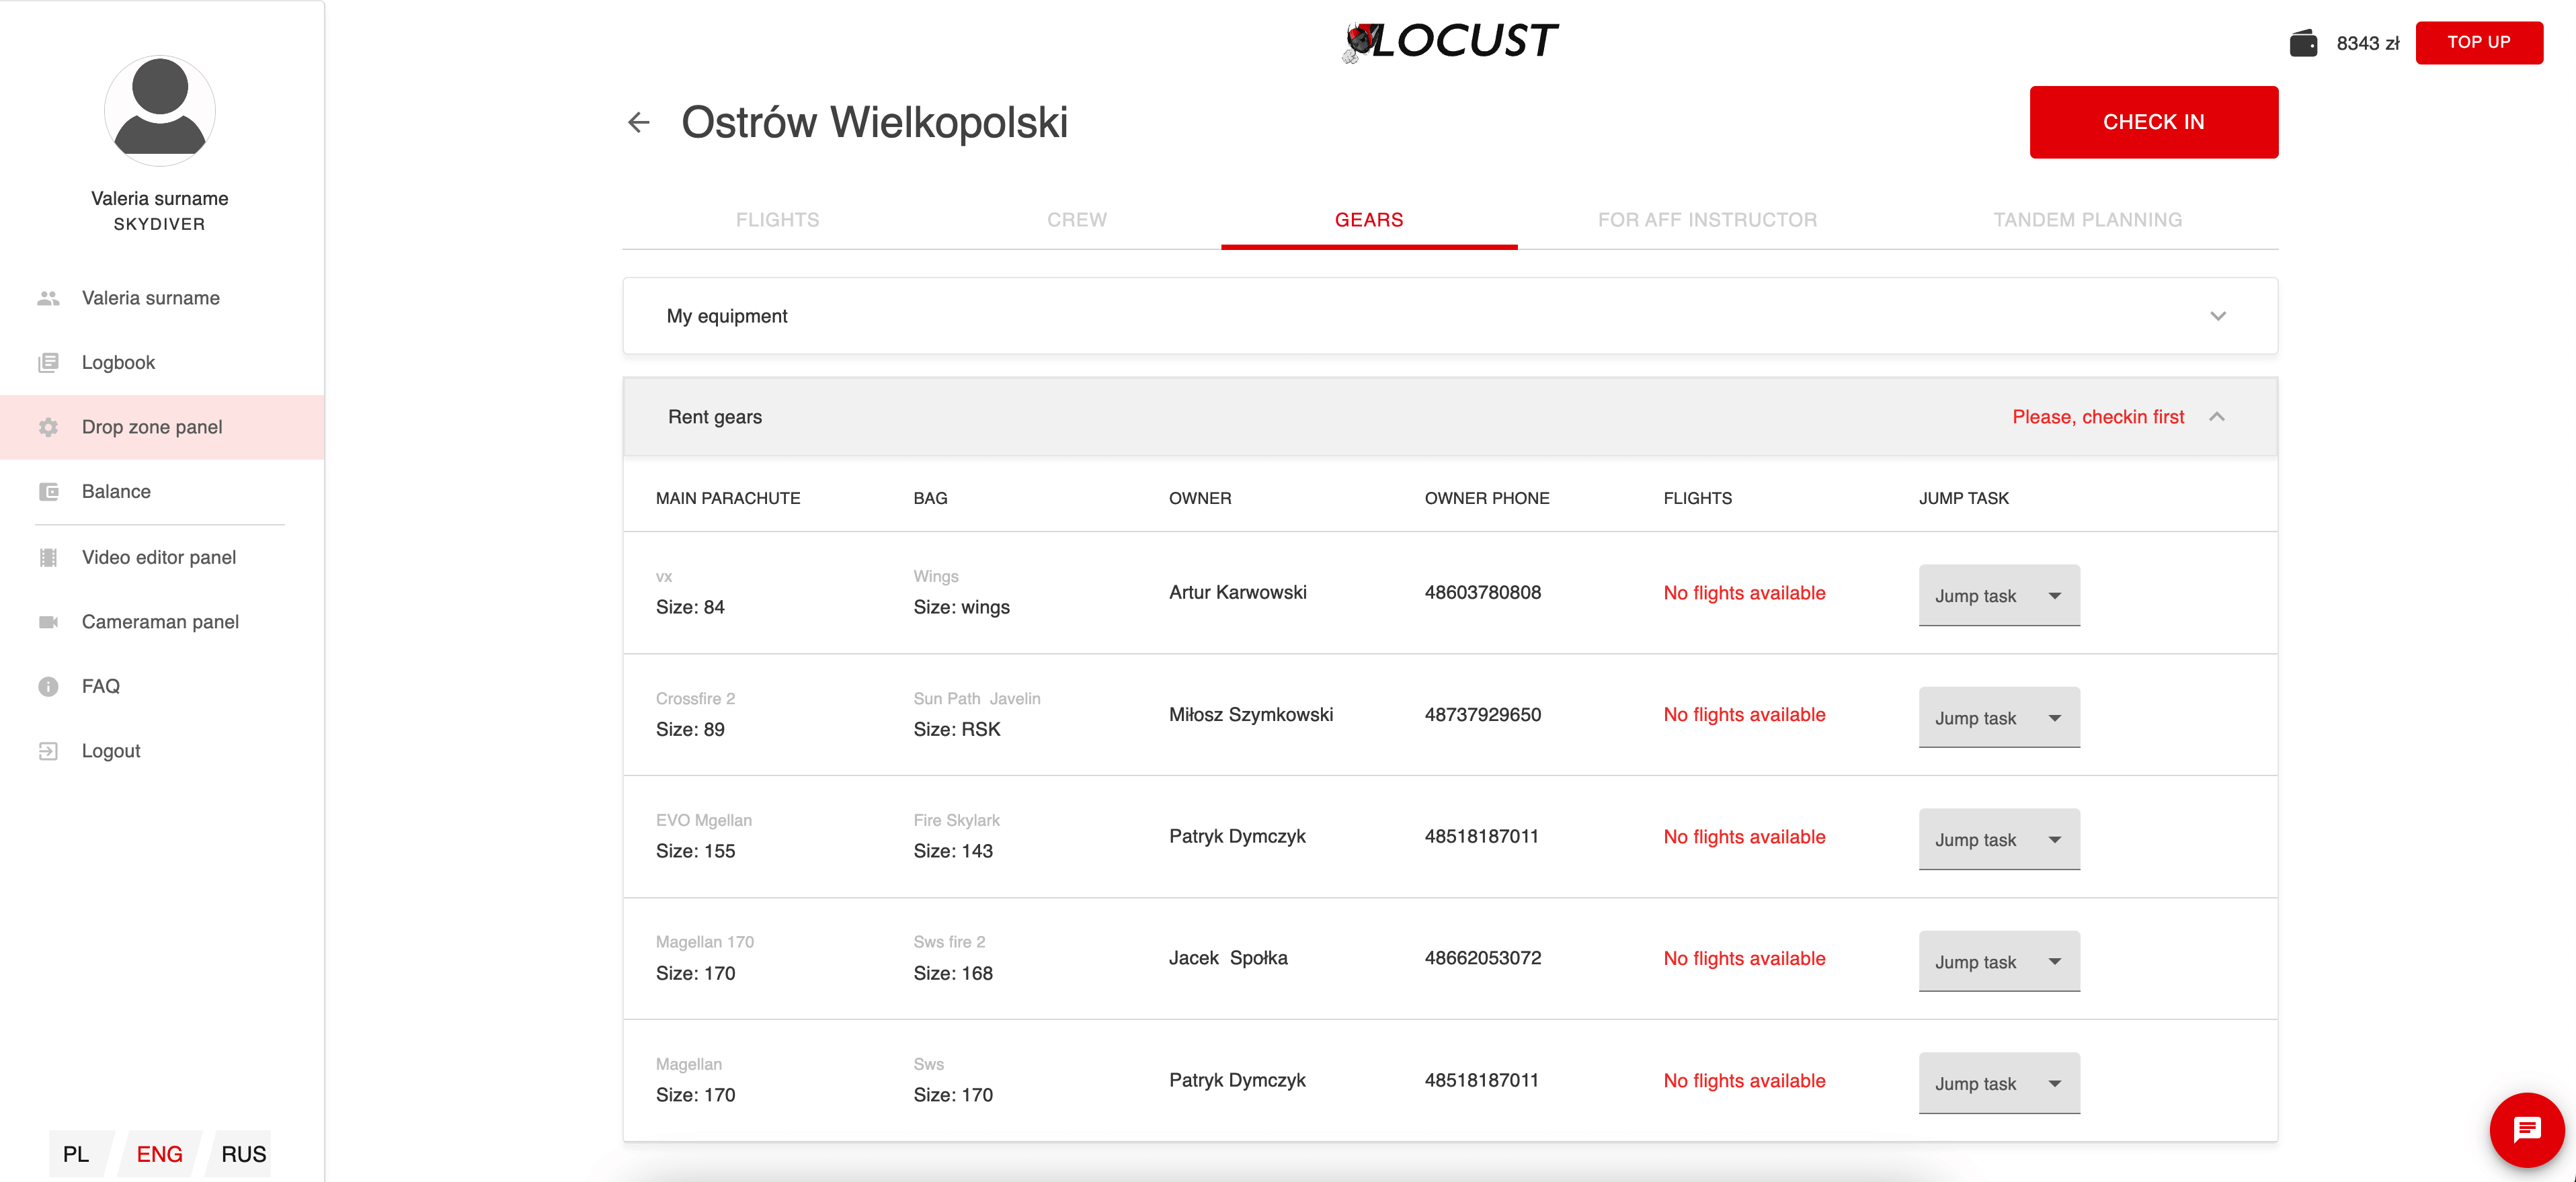 LOCUST
8343 zł
TOP UP
Valeria surname
SKYDIVER
Valeria surname
Logbook
Drop zone panel
Balance
Video editor panel
Cameraman panel
FAQ
Logout
PL
ENG
RUS
Ostrów Wielkopolski
CHECK IN
FLIGHTS
CREW
GEARS
FOR AFF INSTRUCTOR
TANDEM PLANNING
My equipment
Rent gears
Please, checkin first
MAIN PARACHUTE BAG OWNER OWNER PHONE FLIGHTS JUMP TASK
vx Wings
Size: 84 Size: wings Artur Karwowski 48603780808 No flights available Jump task
Crossfire 2 Sun Path Javelin
Size: 89 Size: RSK Miłosz Szymkowski 48737929650 No flights available Jump task
EVO Mgellan Fire Skylark
Size: 155 Size: 143 Patryk Dymczyk 48518187011 No flights available Jump task
Magellan 170 Sws fire 2
Size: 170 Size: 168 Jacek Społka 48662053072 No flights available Jump task
Magellan Sws
Size: 170 Size: 170 Patryk Dymczyk 48518187011 No flights available Jump task